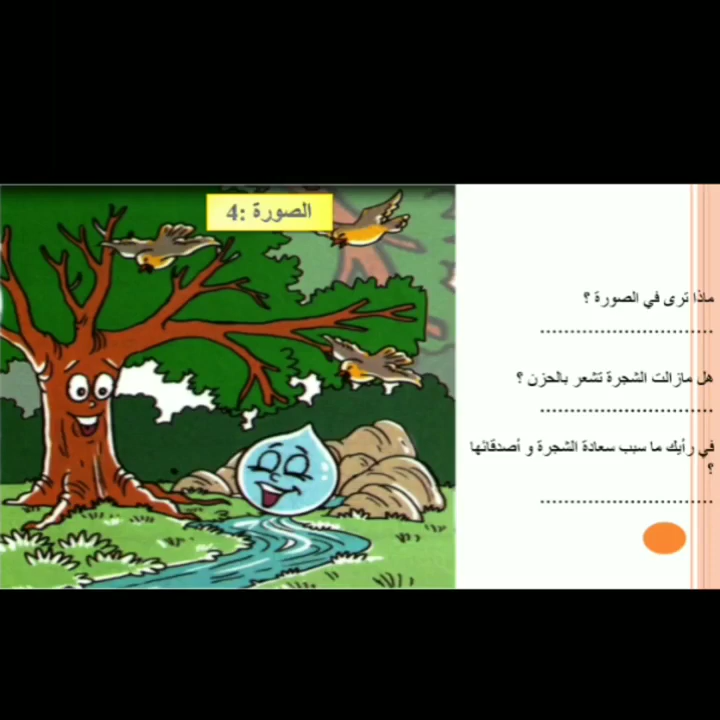 الصورة :4
ماذا ترى في الصورة ؟
..............................
هل مازالت الشجرة تشعر بالحزن ؟
..............................
في رأيك ما سبب سعادة الشجرة و أصدقائها
؟
..............................